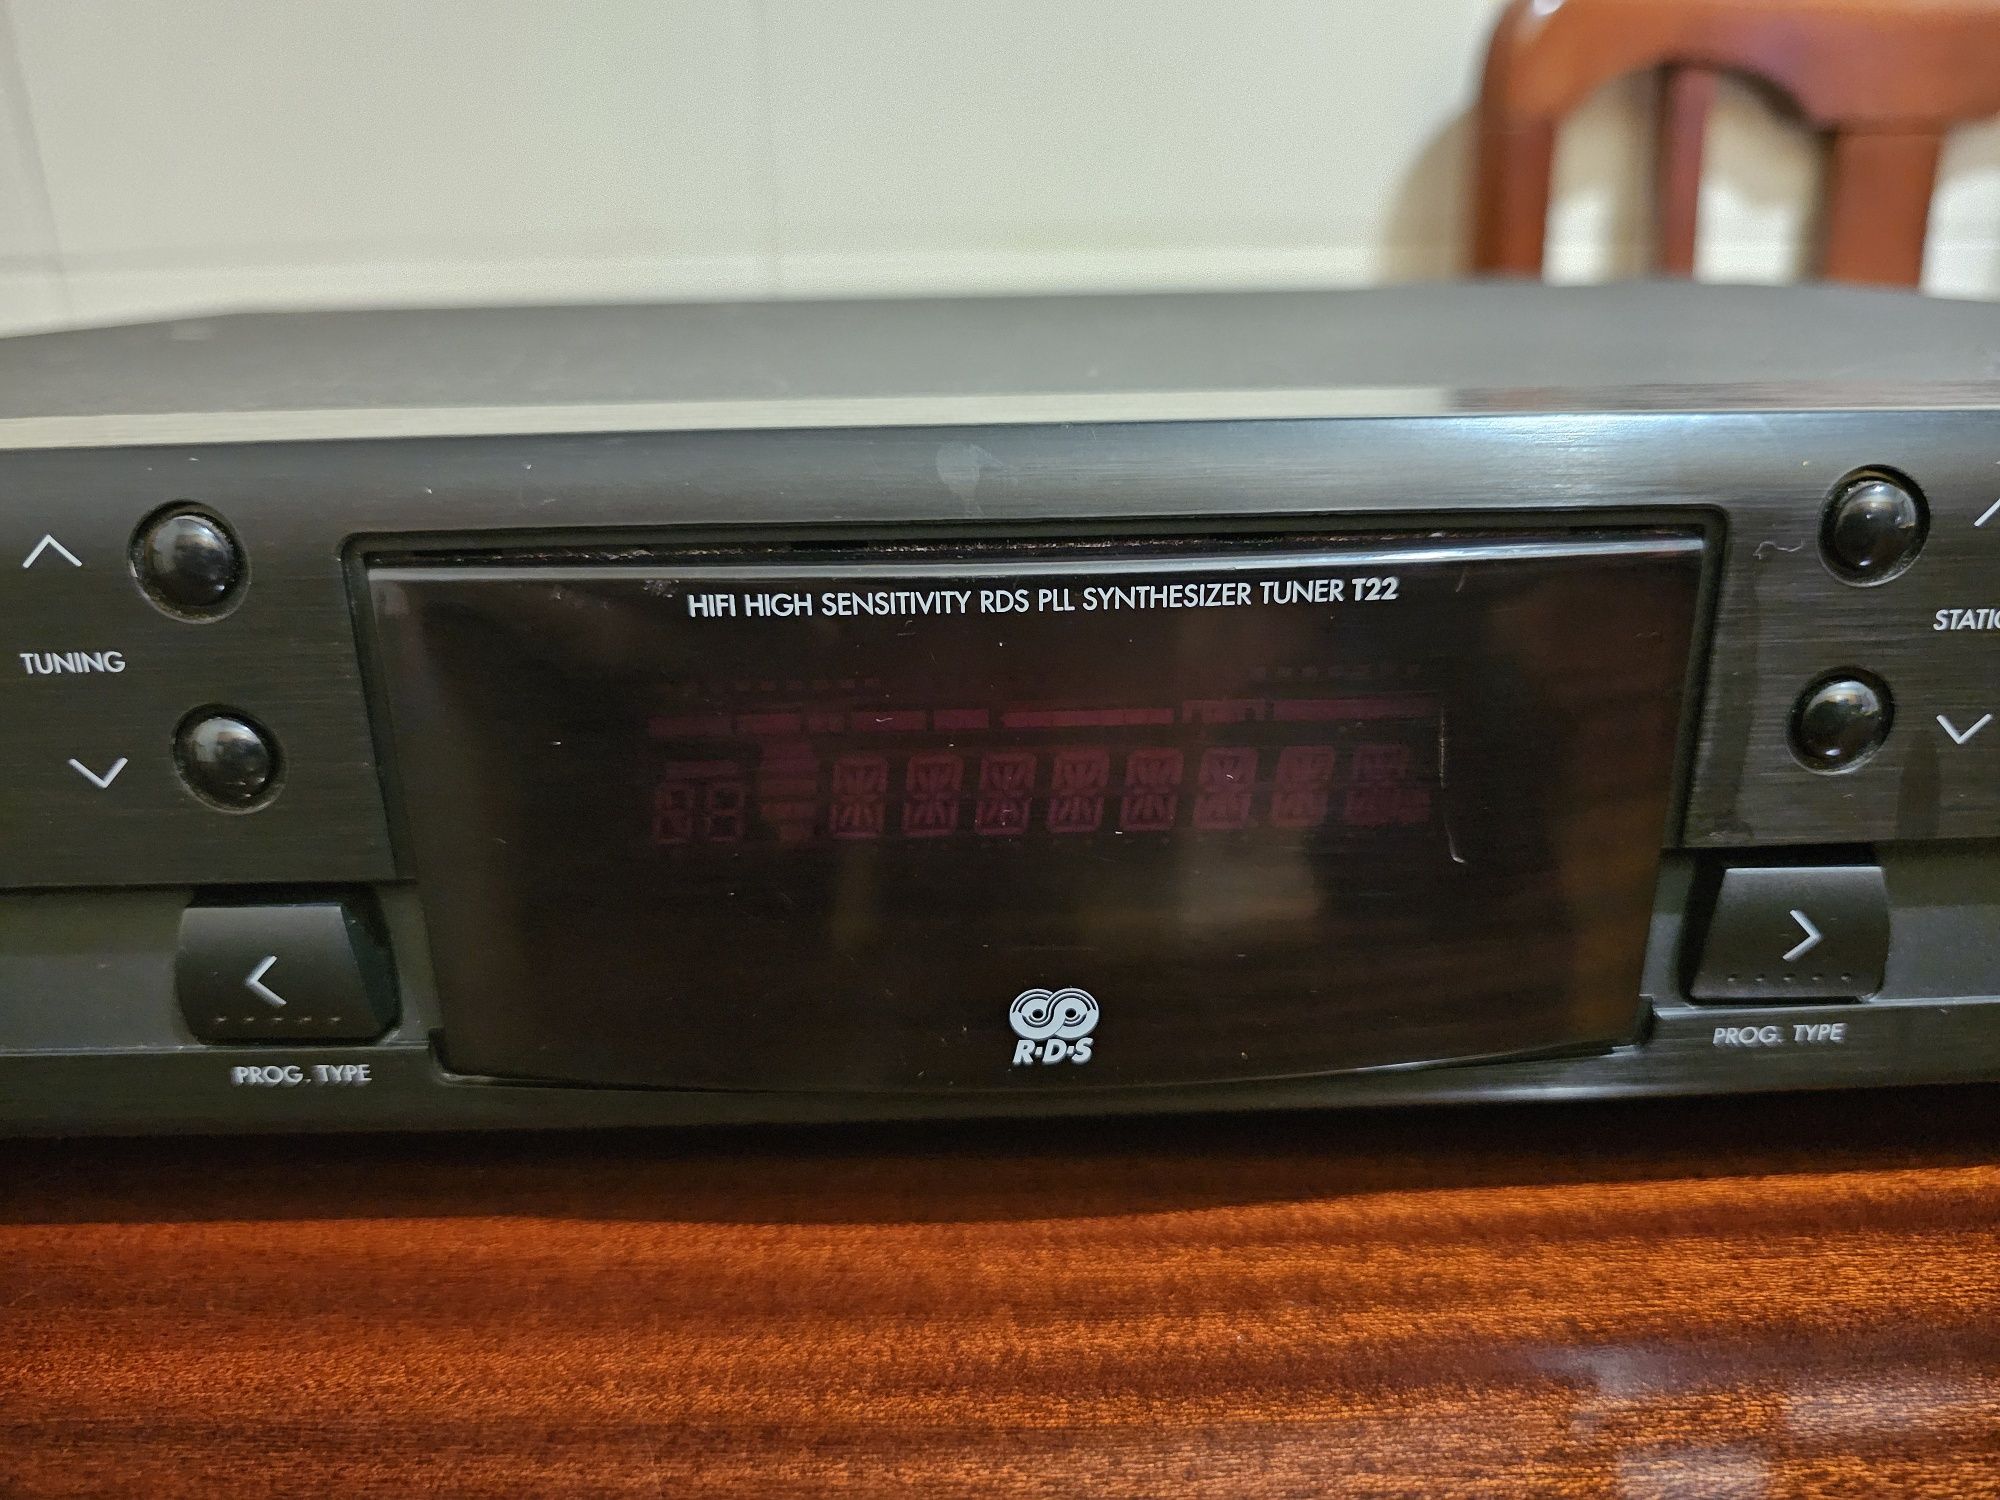 HIFI HIGH SENSITIVITY RDS PLL SYNTHESIZER TUNER T22
TUNING
STATIO
R·D·S
PROG. TYPE
PROG. TYPE